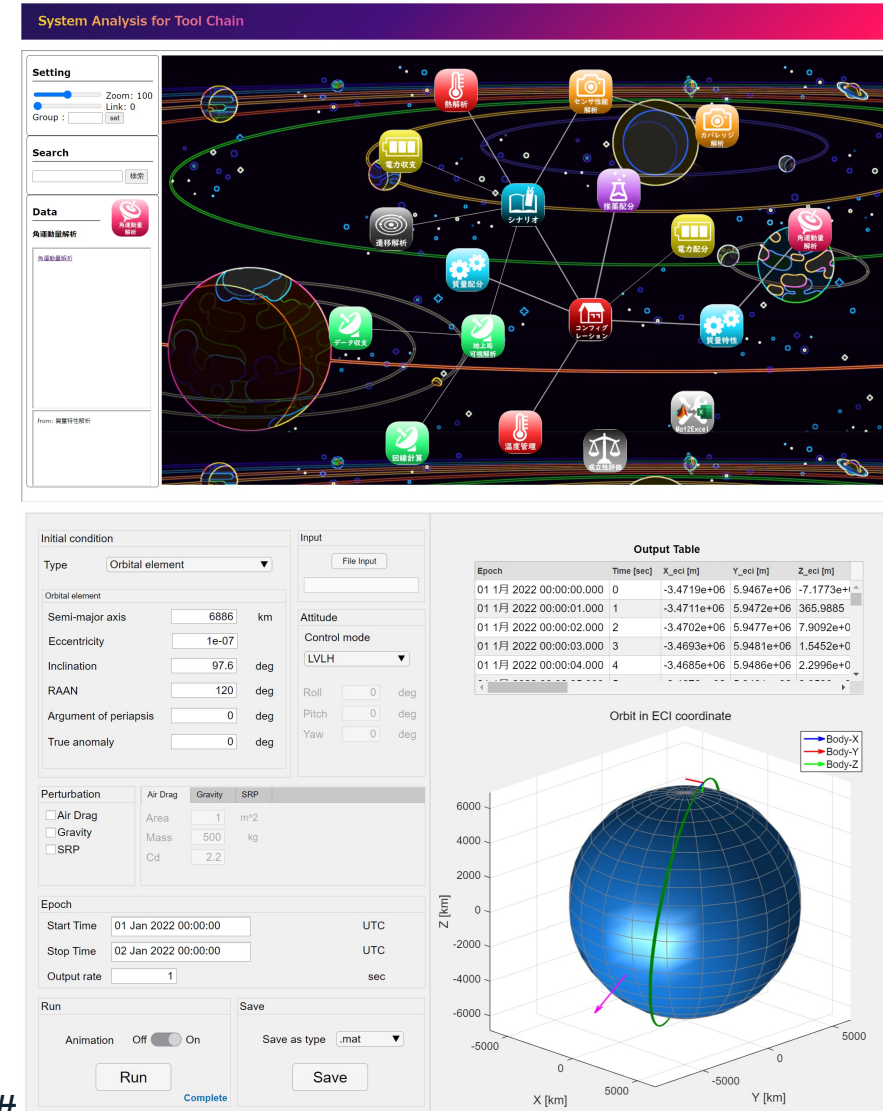 System Analysis for Tool Chain
Setting
Zoom: 100
Link: 0
Group : set
Search
検索
Data
角運動量解析
角運動量
解析
角運動量解析
from: 質量特性解析
熱解析
センサ性能
解析
カバレッジ
解析
電力収支
シナリオ
推薬配分
遷移解析
電力配分
角運動量
解析
質量配分
データ収支
地上局
可視解析
コンフィグ
レーション
質量特性
Mat2Excel
温度管理
回線計算
Initial condition
Type Orbital element
Orbital element
Semi-major axis 6886 km
Eccentricity 1e-07
Inclination 97.6 deg
RAAN 120 deg
Argument of periapsis 0 deg
True anomaly 0 deg
Input
File Input
Attitude
Control mode
LVLH
Roll 0 deg
Pitch 0 deg
Yaw 0 deg
Perturbation
Air Drag
Gravity
SRP
Air Drag Gravity SRP
Area 1 m^2
Mass 500 kg
Cd 2.2
Epoch
Start Time 01 Jan 2022 00:00:00 UTC
Stop Time 02 Jan 2022 00:00:00 UTC
Output rate 1 sec
Run
Animation Off On
Run
Complete
Save
Save as type .mat
Save
Output Table
Epoch Time [sec] X_eci [m] Y_eci [m] Z_eci [m]
01 1月 2022 00:00:00.000 0 -3.4719e+06 5.9467e+06 -7.1773e+
01 1月 2022 00:00:01.000 1 -3.4711e+06 5.9472e+06 365.9885
01 1月 2022 00:00:02.000 2 -3.4702e+06 5.9477e+06 7.9092e+0
01 1月 2022 00:00:03.000 3 -3.4693e+06 5.9481e+06 1.5452e+0
01 1月 2022 00:00:04.000 4 -3.4685e+06 5.9486e+06 2.2996e+0
Orbit in ECI coordinate
Body-X
Body-Y
Body-Z
6000
4000
2000
0
-2000
-4000
-6000
Z [km]
-5000
0
5000
X [km]
-5000
0
5000
Y [km]
#